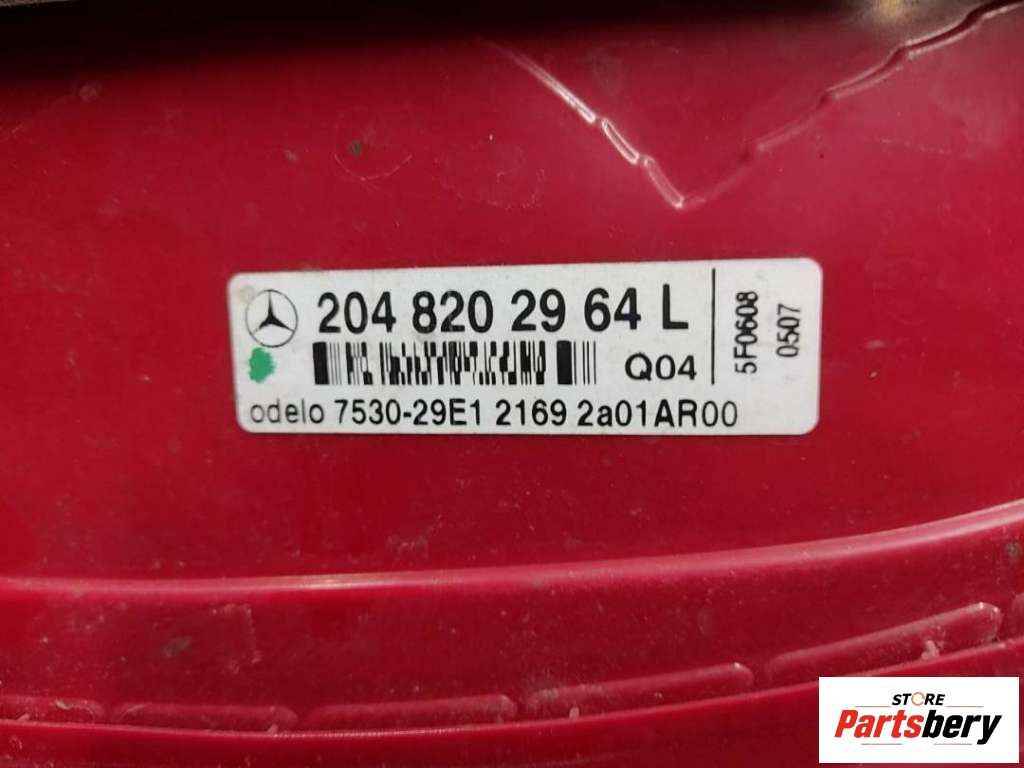 204 820 29 64 L
Q04
odelo 7530-29E1 2169 2a01AR00
5F0608
0507
STORE
Partsbery